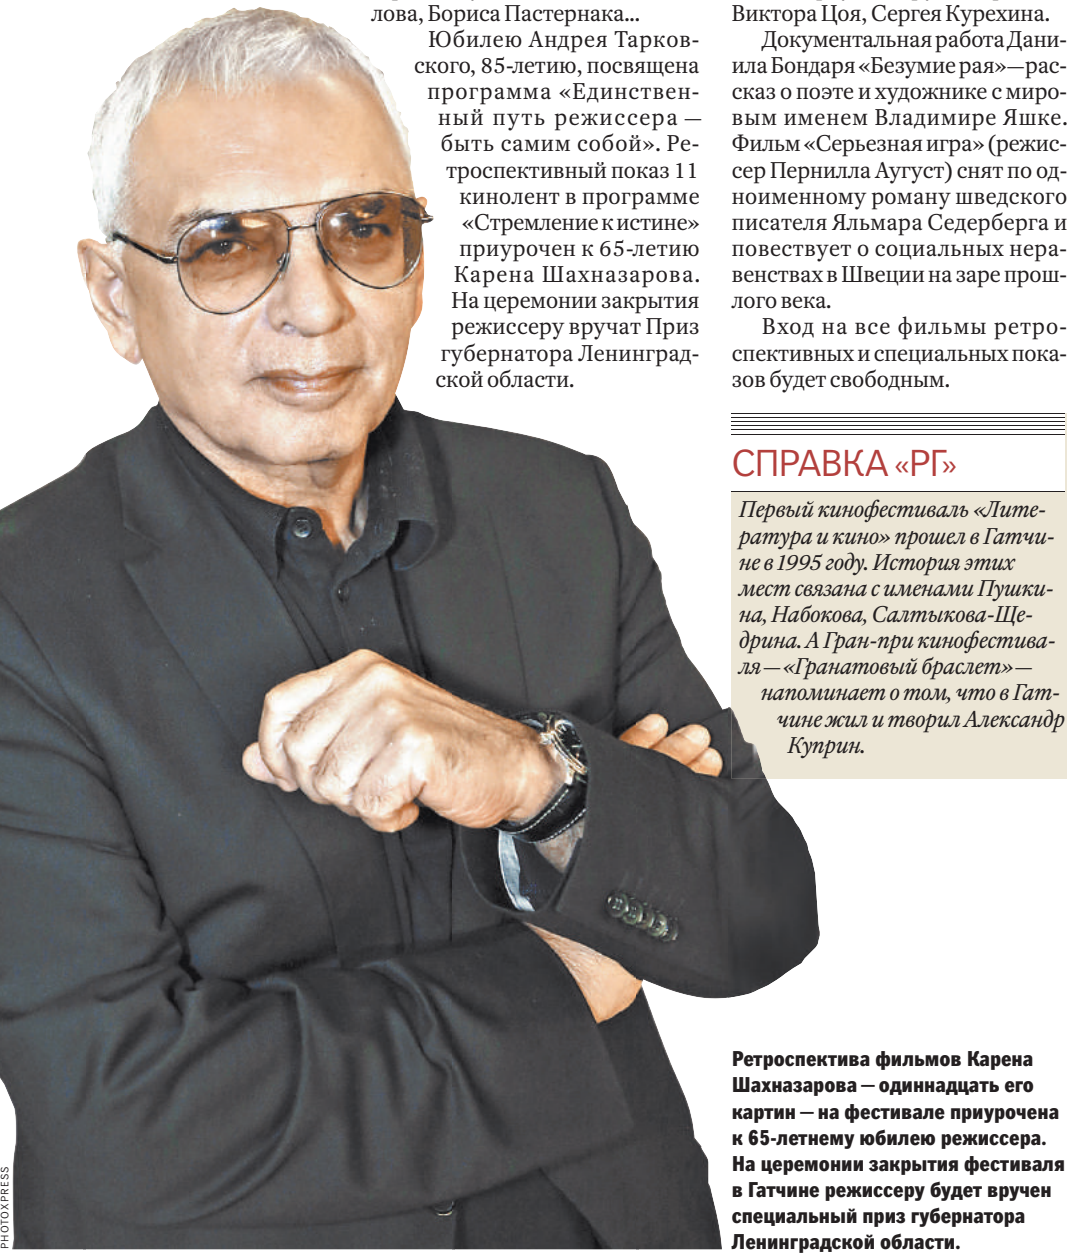 лова, Бориса Пастернака...
Юбилею Андрея Тарков-
ского, 85-летию, посвящена
программа «Единствен-
ный путь режиссера —
быть самим собой». Ре-
троспективный показ 11
кинолент в программе
«Стремление к истине»
приурочен к 65-летию
Карена Шахназарова.
На церемонии закрытия
режиссеру вручат Приз
губернатора Ленинград-
ской области.
Виктора Цоя, Сергея Курехина.
Документальная работа Дани-
ила Бондаря «Безумие рая» — рас-
сказ о поэте и художнике с миро-
вым именем Владимире Яшке.
Фильм «Серьезная игра» (режис-
сер Пернилла Аугуст) снят по од-
ноименному роману шведского
писателя Яльмара Седерберга и
повествует о социальных нера-
венствах в Швеции на заре прош-
лого века.
Вход на все фильмы ретро-
спективных и специальных пока-
зов будет свободным.
СПРАВКА «РГ»
Первый кинофестиваль «Лите-
ратура и кино» прошел в Гатчи-
не в 1995 году. История этих
мест связана с именами Пушки-
на, Набокова, Салтыкова-Ще-
дрина. А Гран-при кинофестива-
ля — «Гранатовый браслет» —
напоминает о том, что в Гат-
чине жил и творил Александр
Куприн.
Ретроспектива фильмов Карена
Шахназарова — одиннадцать его
картин — на фестивале приурочена
к 65-летнему юбилею режиссера.
На церемонии закрытия фестиваля
в Гатчине режиссеру будет вручен
специальный приз губернатора
Ленинградской области.
PHOTOXPRESS